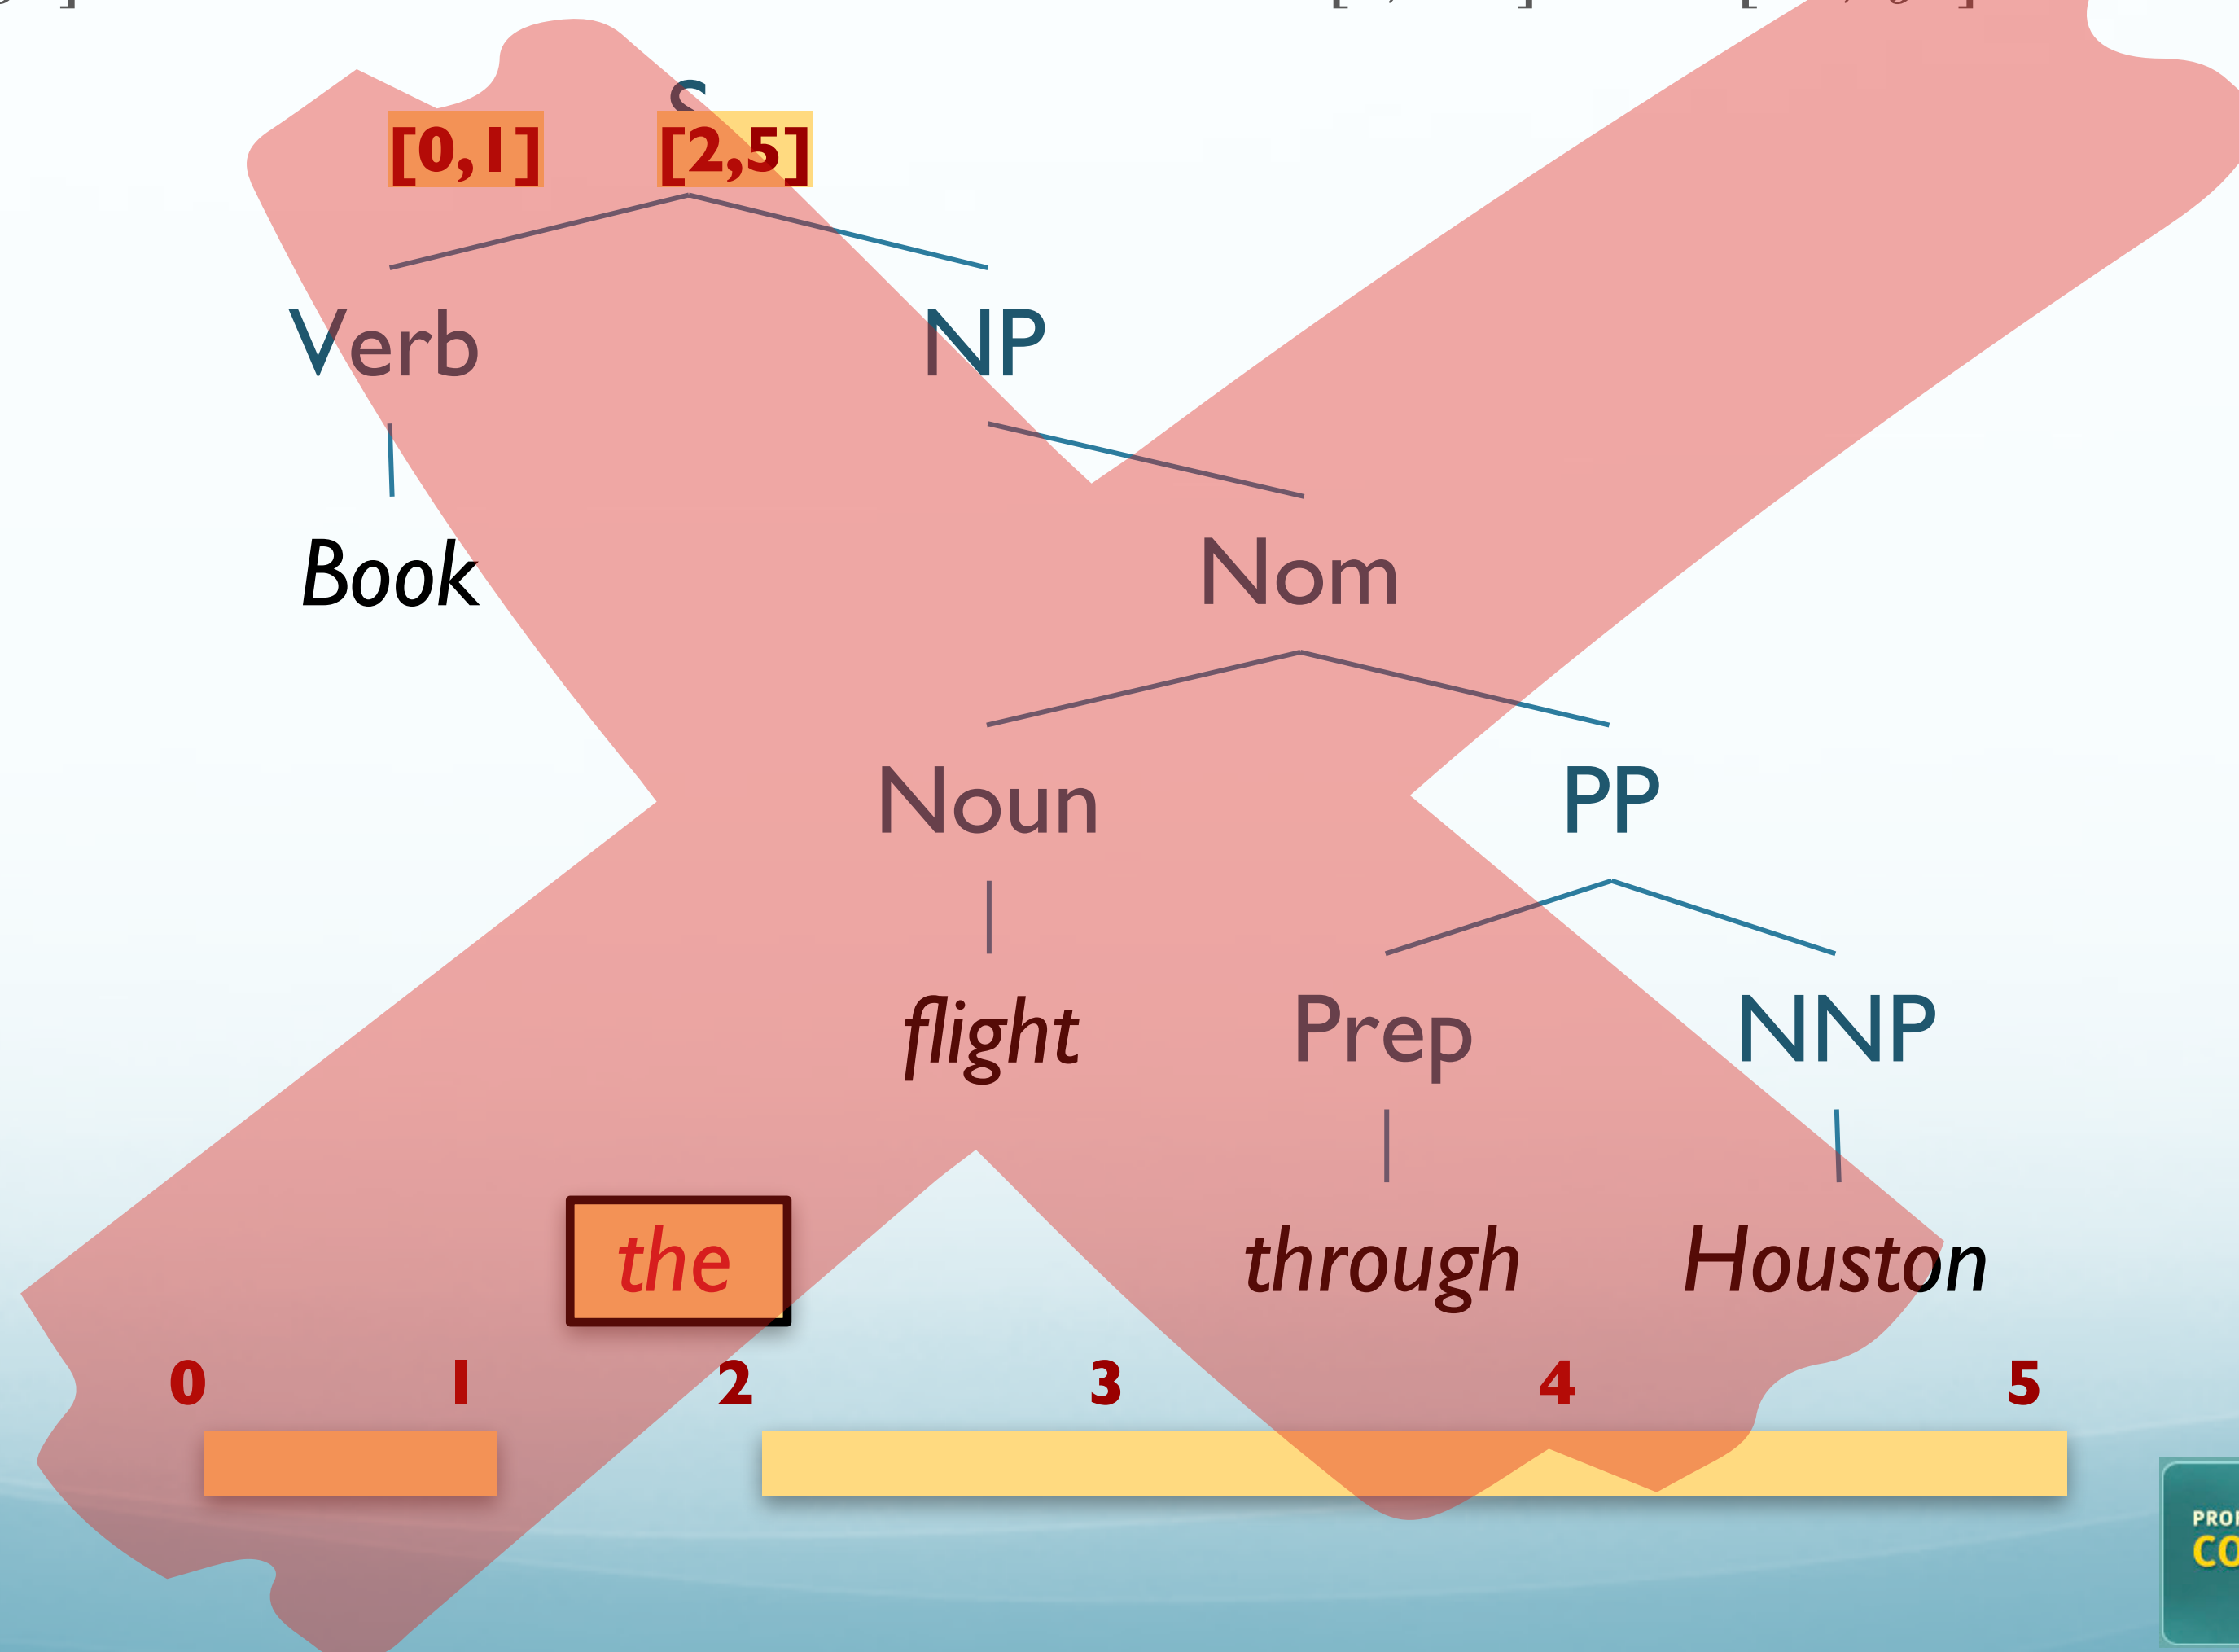 S
[0,1] [2,5]
Verb NP
Book Nom
Noun PP
flight Prep NNP
the through Houston
0 1 2 3 4 5